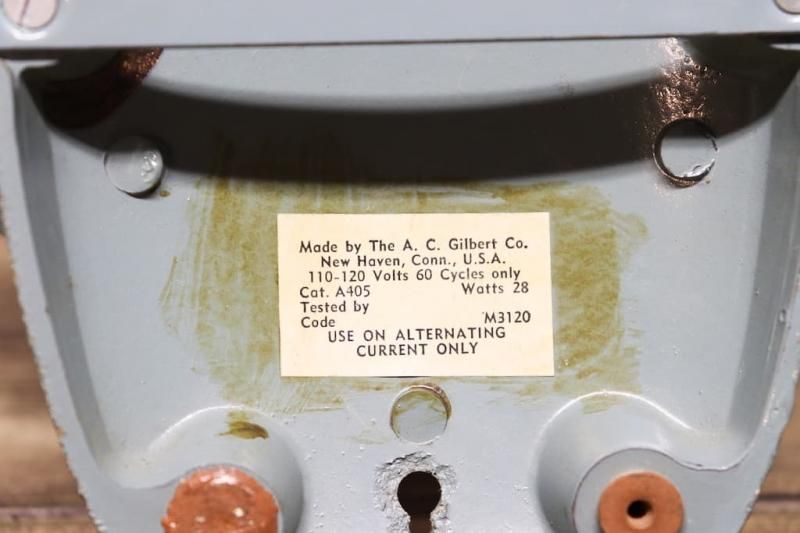 Made by The A. C. Gilbert Co.
New Haven, Conn., U.S.A.
110-120 Volts 60 Cycles only
Cat. A405 Watts 28
Tested by
Code M3120
USE ON ALTERNATING
CURRENT ONLY